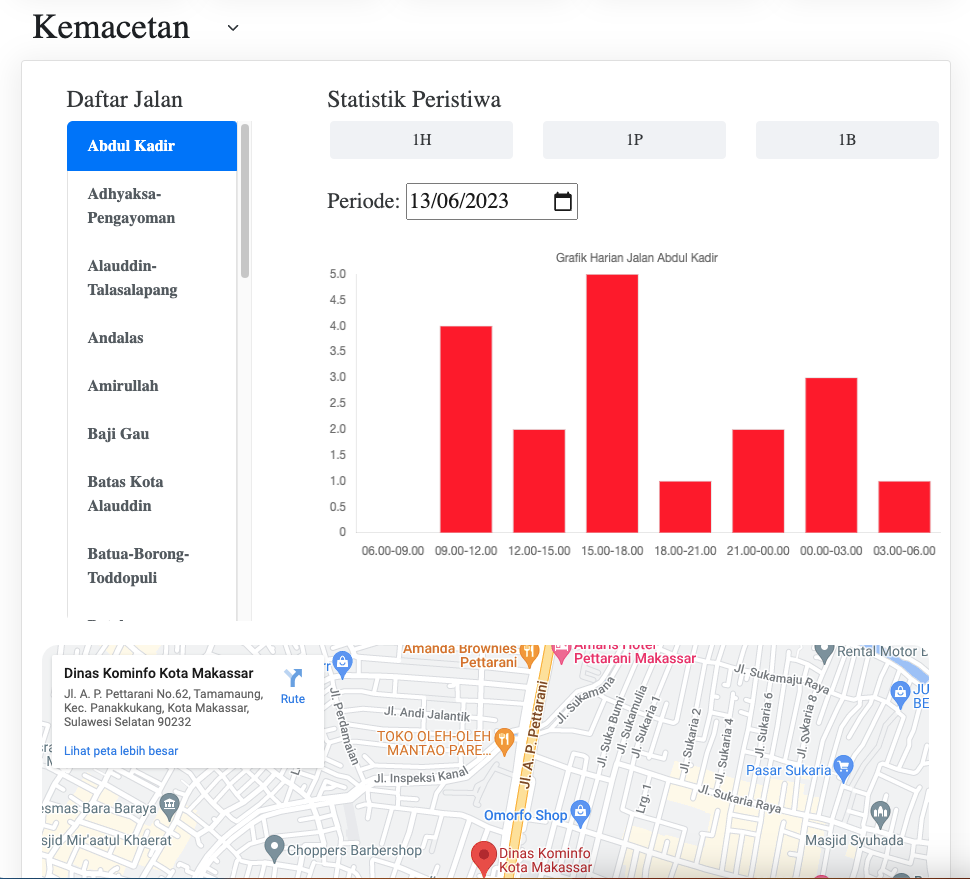 Kemacetan
Daftar Jalan
Abdul Kadir
Adhyaksa-
Pengayoman
Alauddin-
Talasalapang
Andalas
Amirullah
Baji Gau
Batas Kota
Alauddin
Batua-Borong-
Toddopuli
Statistik Peristiwa
1H
1P
1B
Periode: 13/06/2023
Grafik Harian Jalan Abdul Kadir
5.0
4.5
4.0
3.5
3.0
2.5
2.0
1.5
1.0
0.5
0
06.00-09.00 09.00-12.00 12.00-15.00 15.00-18.00 18.00-21.00 21.00-00.00 00.00-03.00 03.00-06.00
Dinas Kominfo Kota Makassar
Jl. A. P. Pettarani No.62, Tamamaung,
Kec. Panakkukang, Kota Makassar,
Sulawesi Selatan 90232
Rute
Lihat peta lebih besar
Amanda Brownies
Pettarani
Amaris Hotel
Pettarani Makassar
Rental Motor
Jl. Perdamaian
Jl. Andi Jalantik
TOKO OLEH-OLEH
MANTAO PARE...
Jl. Inspeksi Kanal
Jl. A. P. Pettarani
Jl. Sukamana
Jl. Suka Bumi
Jl. Sukamulia
Jl. Sukaria 1
Jl. Sukaria 2
Jl. Sukaria 4
Jl. Sukaria 6
Jl. Sukaria 8
Jl. Sukamaju Raya
JU
BE
Pasar Sukaria
Jl. Sukaria Raya
Lrg. 1
Omorfo Shop
esmas Bara Baraya
sjid Mir'aatul Khaerat
Choppers Barbershop
Dinas Kominfo
Kota Makassar
Masjid Syuhada